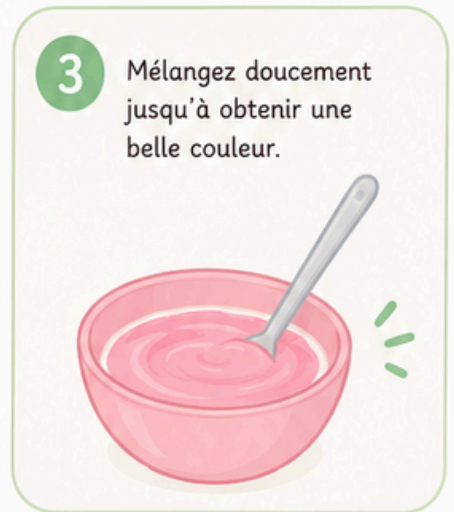 3
Mélangez doucement
jusqu'à obtenir une
belle couleur.